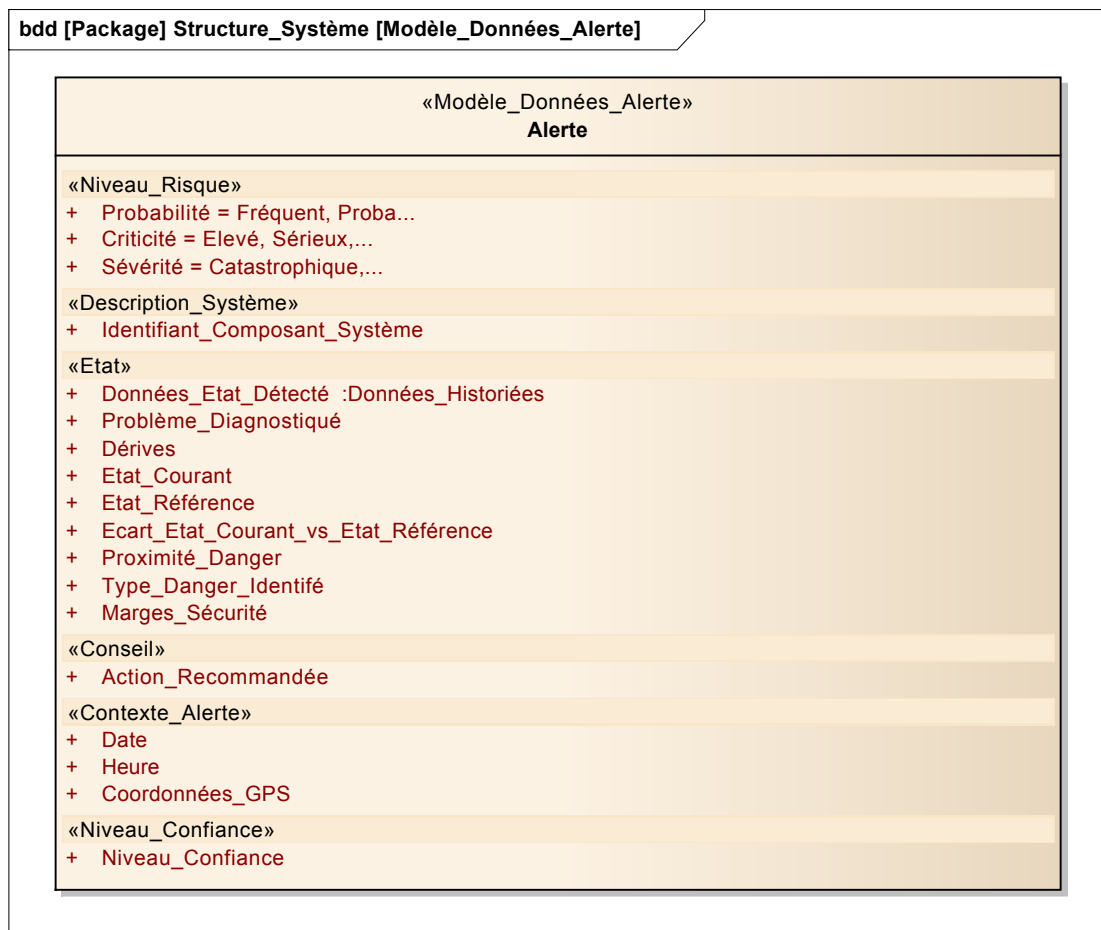 bdd [Package] Structure_Système [Modèle_Données_Alerte]
«Modèle_Données_Alerte»
Alerte
«Niveau_Risque»
+ Probabilité = Fréquent, Proba...
+ Criticité = Elevé, Sérieux,...
+ Sévérité = Catastrophique,...
«Description_Système»
+ Identifiant_Composant_Système
«Etat»
+ Données_Etat_Détecté :Données_Historiées
+ Problème_Diagnostiqué
+ Dérives
+ Etat_Courant
+ Etat_Référence
+ Ecart_Etat_Courant_vs_Etat_Référence
+ Proximité_Danger
+ Type_Danger_Identifé
+ Marges_Sécurité
«Conseil»
+ Action_Recommandée
«Contexte_Alerte»
+ Date
+ Heure
+ Coordonnées_GPS
«Niveau_Confiance»
+ Niveau_Confiance